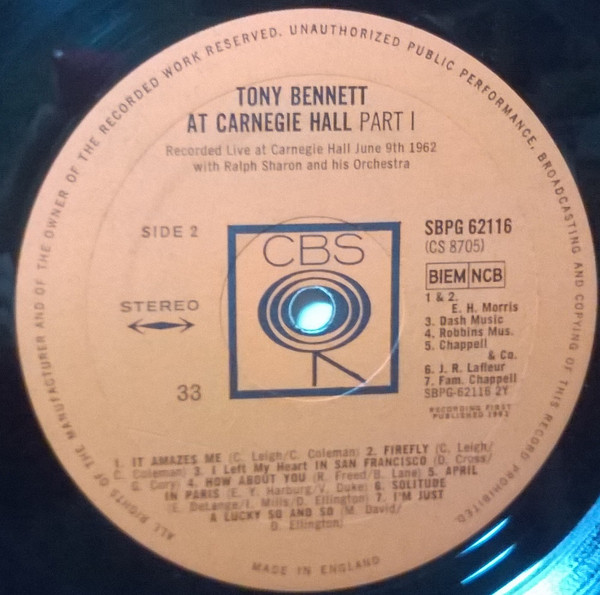 ALL RIGHTS OF THE MANUFACTURER AND OF THE OWNER OF THE RECORDED WORK RESERVED. UNAUTHORIZED PUBLIC PERFORMANCE, BROADCASTING AND COPYING OF THIS RECORD PROHIBITED.
TONY BENNETT
AT CARNEGIE HALL PART I
Recorded Live at Carnegie Hall June 9th 1962
with Ralph Sharon and his Orchestra
SIDE 2
STEREO
33
CBS
SBPG 62116
(CS 8705)
BIEM NCB
1 & 2.
E. H. Morris
3. Dash Music
4. Robbins Mus.
5. Chappell
& Co.
6. J. R. Lafleur
7. Fam. Chappell
SBPG-62116 2Y
RECORDING FIRST
PUBLISHED
1. IT AMAZES ME (C. Leigh/C. Coleman) 2. FIREFLY (C. Leigh/
C. Coleman) 3. I Left My Heart IN SAN FRANCISCO (D. Cross/
G. Cory) 4. HOW ABOUT YOU (R. Freed/B. Lane) 5. APRIL
IN PARIS (E. Y. Harburg/V. Duke) 6. SOLITUDE
(E. DeLange/I. Mills/D. Ellington) 7. I'M JUST
A LUCKY SO AND SO (M. David/
D. Ellington)
MADE IN ENGLAND